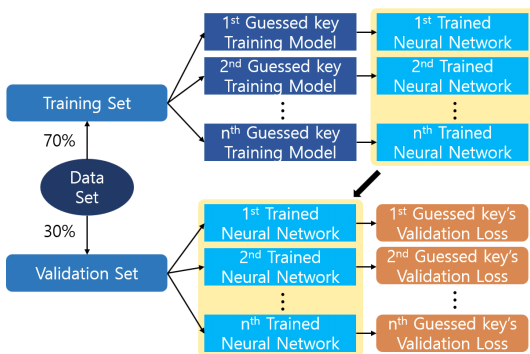 1st Guessed key
Training Model
1st Trained
Neural Network
2nd Guessed key
Training Model
2nd Trained
Neural Network
Training Set
nth Guessed key
Training Model
nth Trained
Neural Network
70%
Data
Set
30%
1st Trained
Neural Network
1st Guessed key's
Validation Loss
Validation Set
2nd Trained
Neural Network
2nd Guessed key's
Validation Loss
nth Trained
Neural Network
nth Guessed key's
Validation Loss